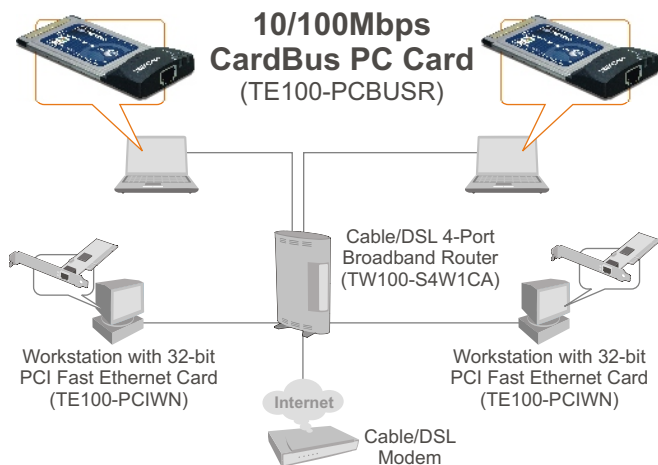 10/100Mbps
CardBus PC Card
(TE100-PCBUSR)
Cable/DSL 4-Port
Broadband Router
(TW100-S4W1CA)
Workstation with 32-bit
PCI Fast Ethernet Card
(TE100-PCIWN)
Workstation with 32-bit
PCI Fast Ethernet Card
(TE100-PCIWN)
Internet
Cable/DSL
Modem